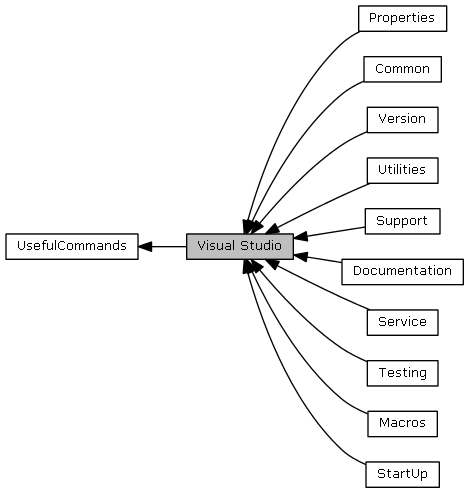 Properties
Common
Version
Utilities
Support
UsefulCommands
Visual Studio
Documentation
Service
Testing
Macros
StartUp